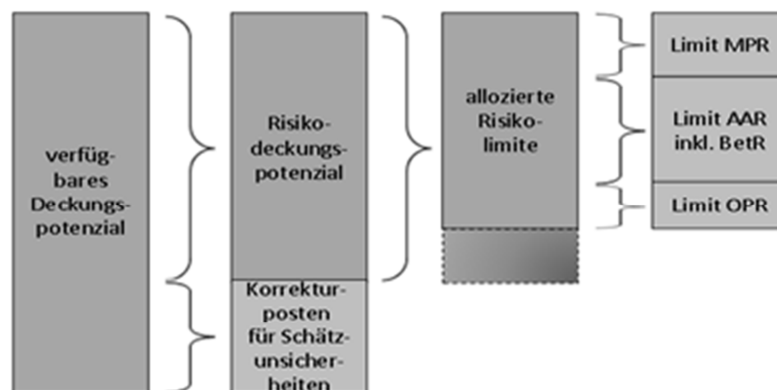 verfüg-
bares
Deckungs-
potenzial
Risiko-
deckungs-
potenzial
Korrektur-
posten
für Schätz-
unsicher-
heiten
allozierte
Risiko-
limite
Limit MPR
Limit AAR
inkl. BetR
Limit OPR